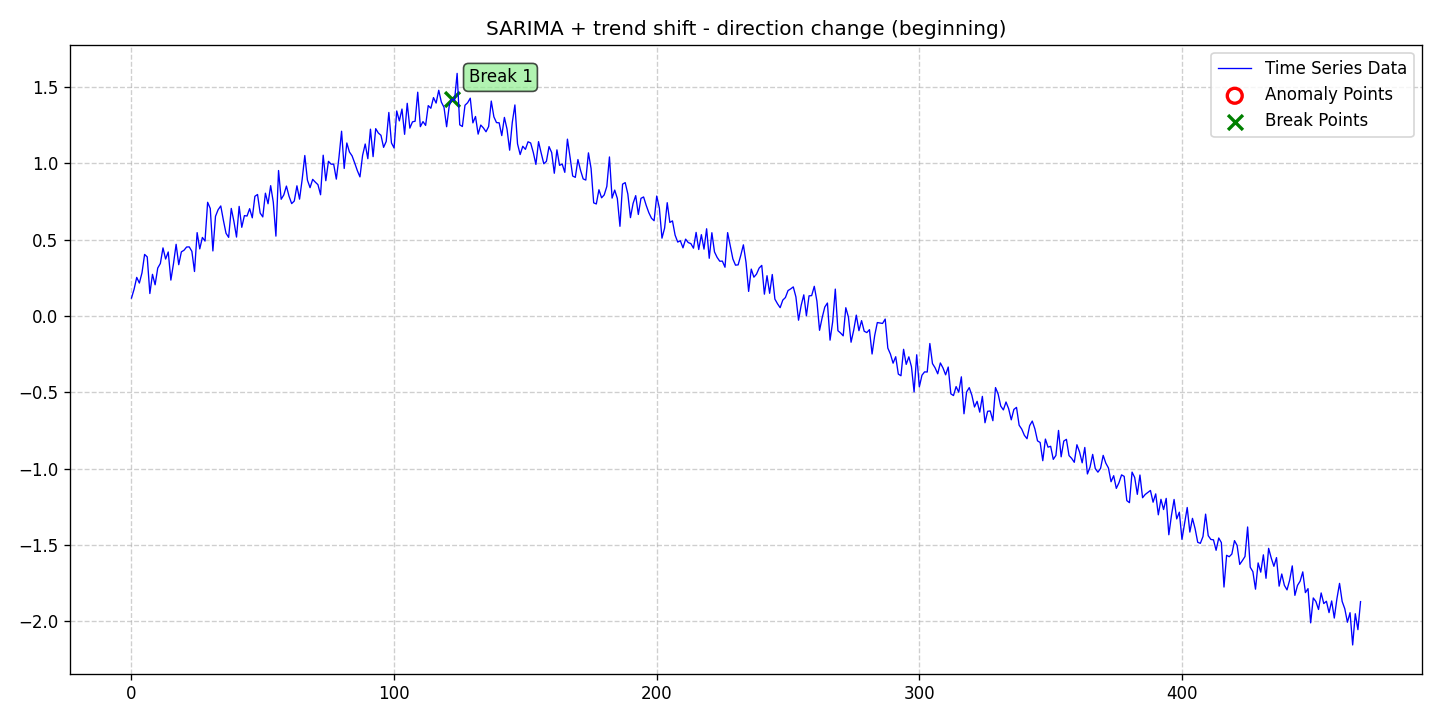 SARIMA + trend shift - direction change (beginning)
Break 1
Time Series Data
Anomaly Points
Break Points
1.5
1.0
0.5
0.0
−0.5
−1.0
−1.5
−2.0
0 100 200 300 400